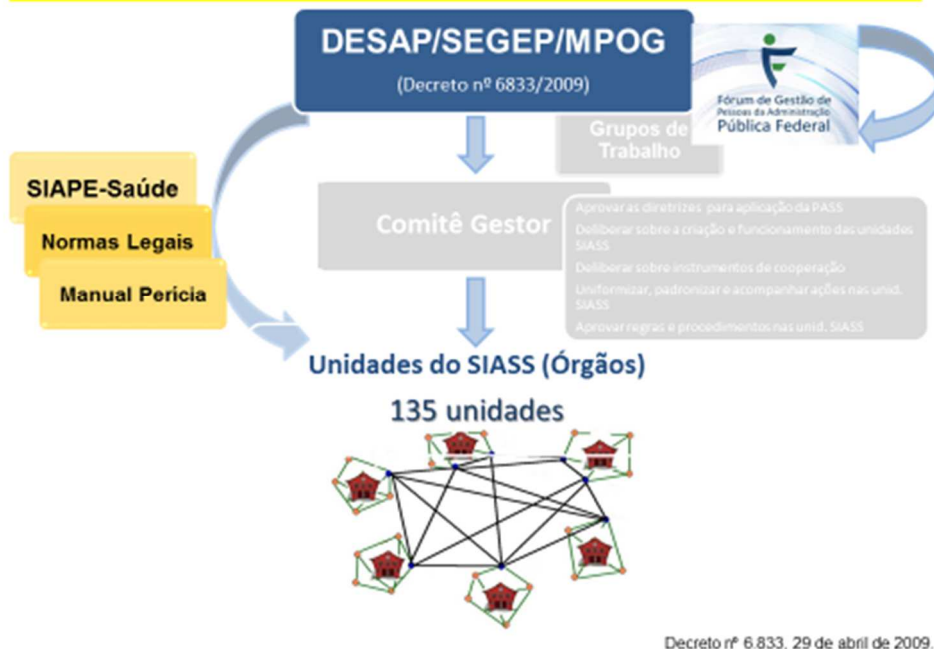 DESAP/SEGEP/MPOG
(Decreto nº 6833/2009)
Fórum de Gestão de
Pessoas da Administração
Pública Federal
Grupos de
Trabalho
SIAPE-Saúde
Normas Legais
Manual Perícia
Comitê Gestor
Aprovar as diretrizes para aplicação da PASS
Deliberar sobre a criação e funcionamento das unidades
SIASS
Deliberar sobre instrumentos de cooperação
Uniformizar, padronizar e acompanhar ações nas unid.
SIASS
Aprovar regras e procedimentos nas unid. SIASS
Unidades do SIASS (Órgãos)
135 unidades
Decreto nº 6.833, 29 de abril de 2009.